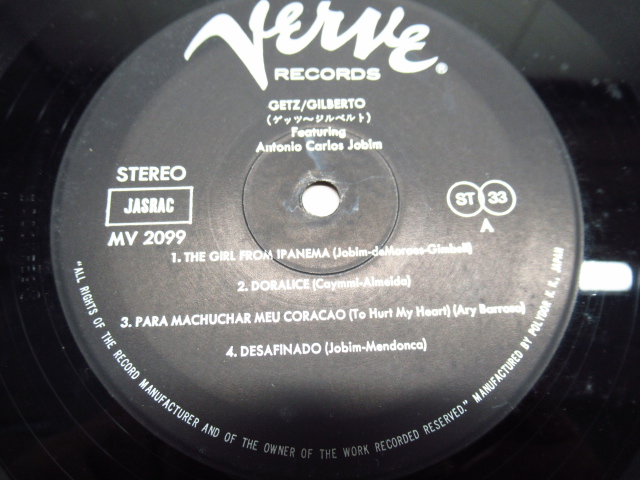 Verve®
RECORDS
GETZ/GILBERTO
(ゲッツ〜ジルベルト)
Featuring
Antonio Carlos Jobim
STEREO
JASRAC
MV 2099
ST 33
A
1. THE GIRL FROM IPANEMA (Jobim-deMoraes-Gimbell)
2. DORALICE (Caymmi-Almeida)
3. PARA MACHUCHAR MEU CORACAO (To Hurt My Heart) (Ary Barroso)
4. DESAFINADO (Jobim-Mendonca)
"ALL RIGHTS OF THE RECORD MANUFACTURER AND OF THE OWNER OF THE WORK RECORDED RESERVED." MANUFACTURED BY POLYDOR K. K., JAPAN